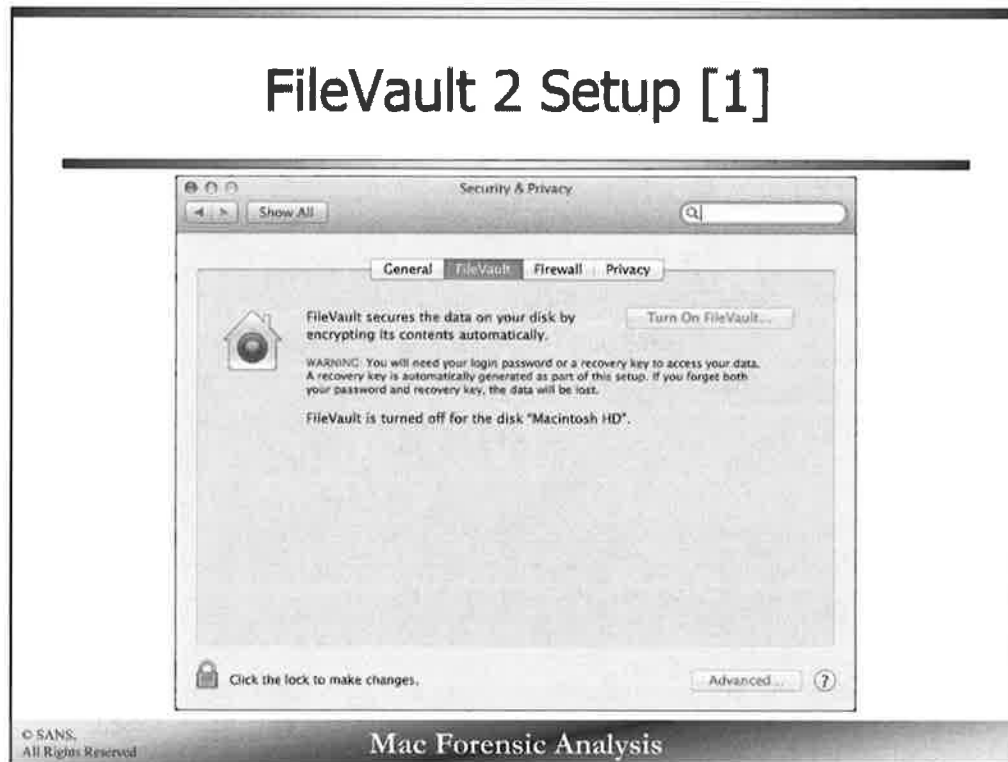 FileVault 2 Setup [1]
Security & Privacy
Show All
General FileVault Firewall Privacy
FileVault secures the data on your disk by
encrypting its contents automatically.
Turn On FileVault...
WARNING: You will need your login password or a recovery key to access your data.
A recovery key is automatically generated as part of this setup. If you forget both
your password and recovery key, the data will be lost.
FileVault is turned off for the disk "Macintosh HD".
Click the lock to make changes.
Advanced...
?
© SANS,
All Rights Reserved
Mac Forensic Analysis